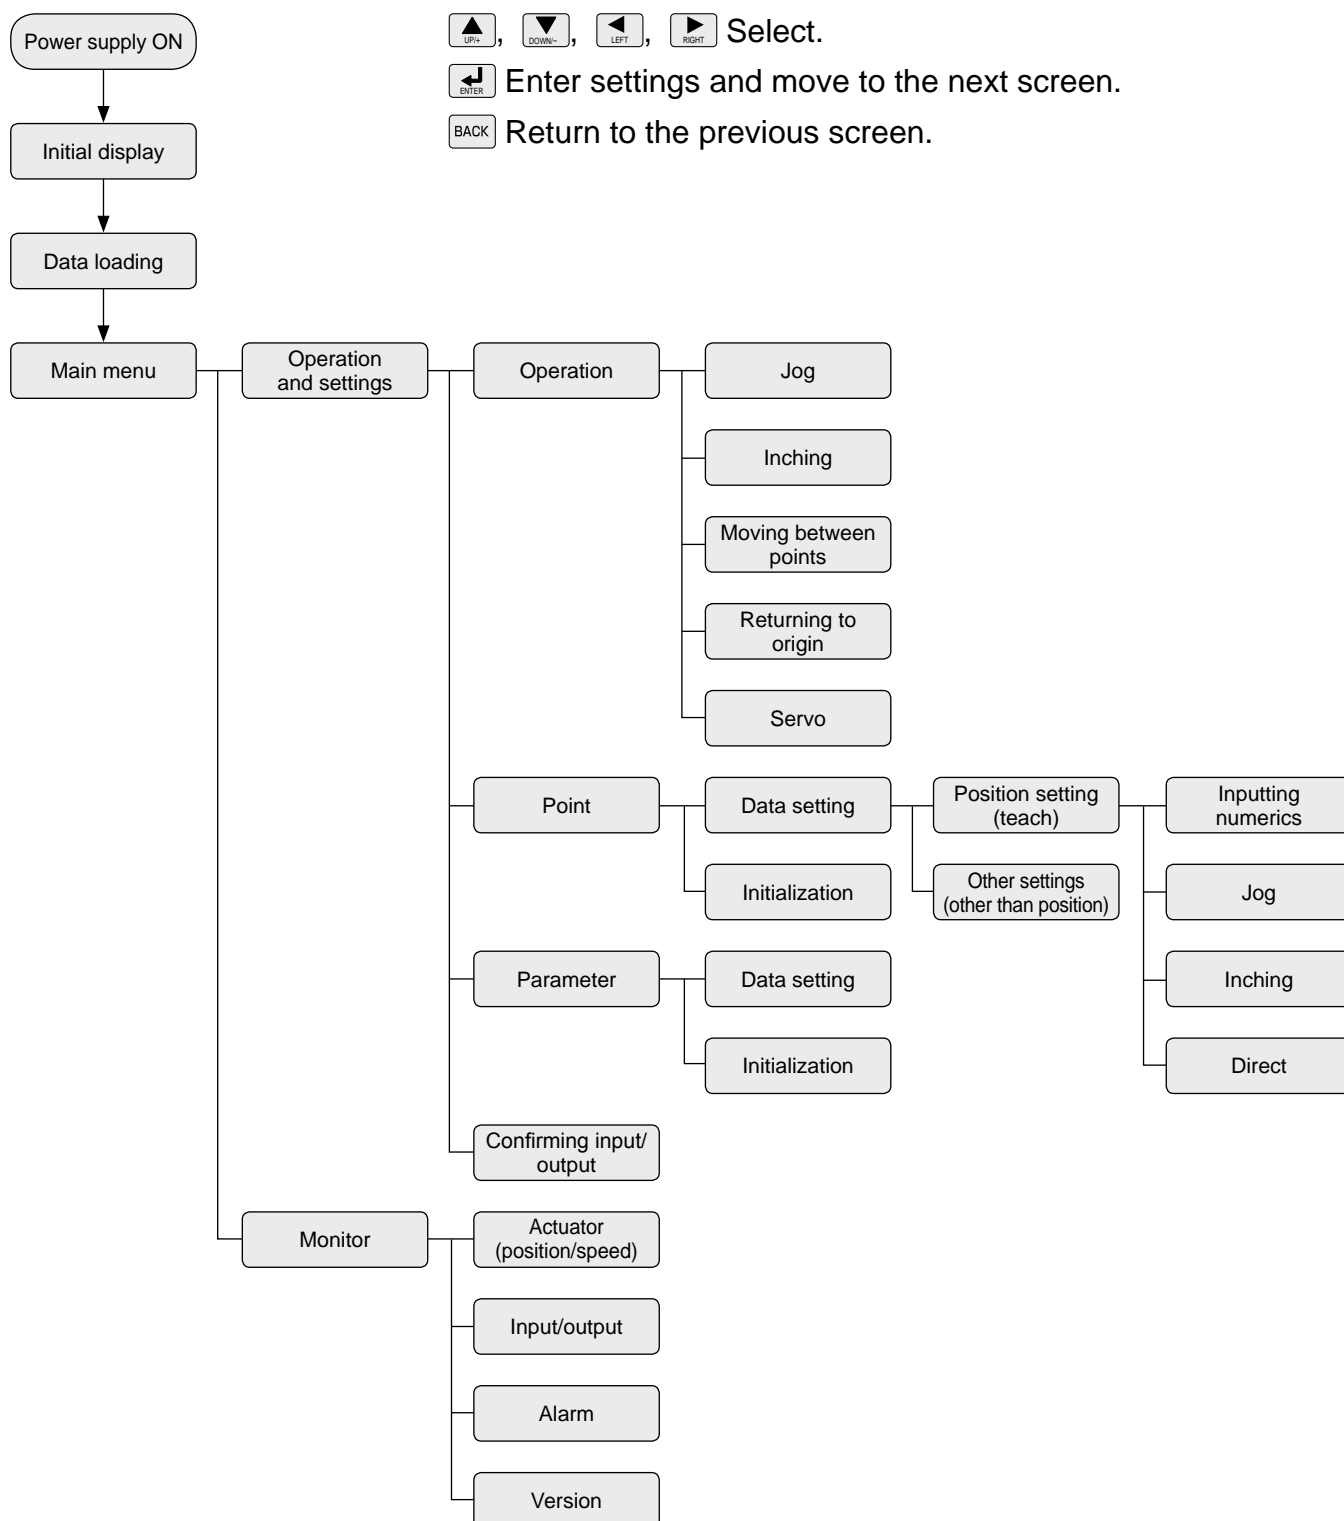 Power supply ON
UP/+ , DOWN/− , LEFT , RIGHT Select.
ENTER Enter settings and move to the next screen.
BACK Return to the previous screen.
Initial display
Data loading
Main menu
Operation
and settings
Operation
Jog
Inching
Moving between
points
Returning to
origin
Servo
Point
Data setting
Position setting
(teach)
Inputting
numerics
Initialization
Other settings
(other than position)
Jog
Parameter
Data setting
Inching
Initialization
Direct
Confirming input/
output
Monitor
Actuator
(position/speed)
Input/output
Alarm
Version